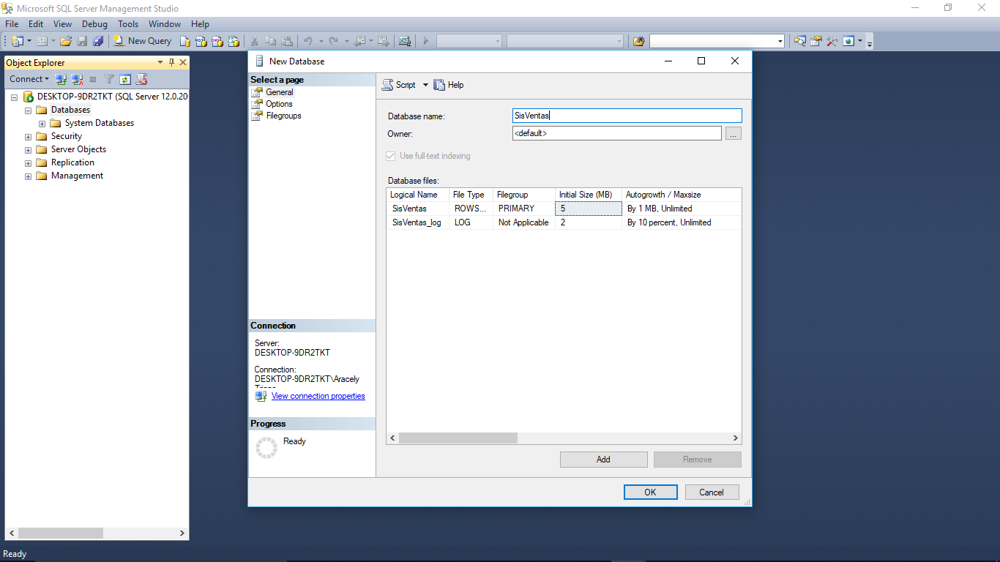 Microsoft SQL Server Management Studio
File Edit View Debug Tools Window Help
New Query
Object Explorer
Connect
DESKTOP-9DR2TKT (SQL Server 12.0.20
Databases
System Databases
Security
Server Objects
Replication
Management
New Database
Select a page
General
Options
Filegroups
Script Help
Database name: SisVentas
Owner: <default> ...
Use full-text indexing
Database files:
Logical Name File Type Filegroup Initial Size (MB) Autogrowth / Maxsize
SisVentas ROWS... PRIMARY 5 By 1 MB, Unlimited
SisVentas_log LOG Not Applicable 2 By 10 percent, Unlimited
Connection
Server:
DESKTOP-9DR2TKT
Connection:
DESKTOP-9DR2TKT\Aracely
View connection properties
Progress
Ready
Add Remove
OK Cancel
Ready